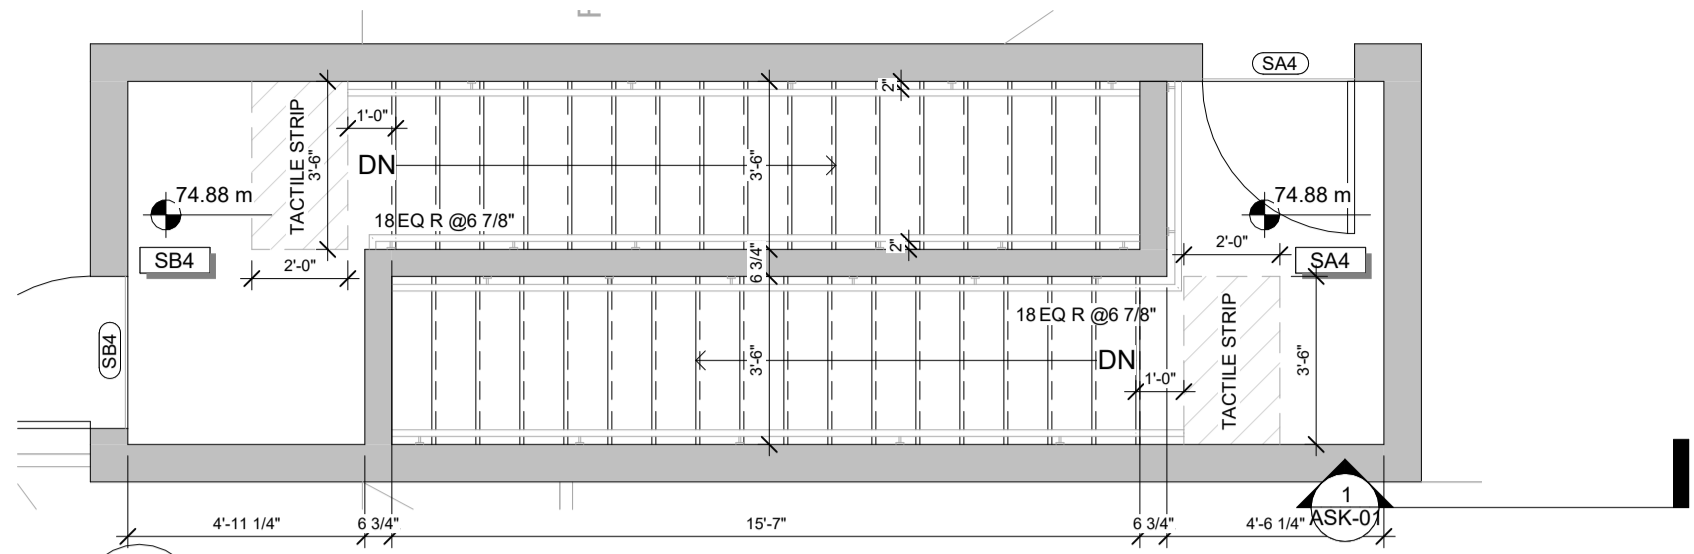 SA4
2"
1'-0"
TACTILE STRIP
3'-6"
DN
3'-6"
74.88 m
74.88 m
18 EQ R @6 7/8"
SB4
2'-0"
2"
2'-0"
SA4
6 3/4"
18 EQ R @6 7/8"
SB4
TACTILE STRIP
3'-6"
DN
1'-0"
3'-6"
1
ASK-01
4'-11 1/4"
6 3/4"
15'-7"
6 3/4"
4'-6 1/4"